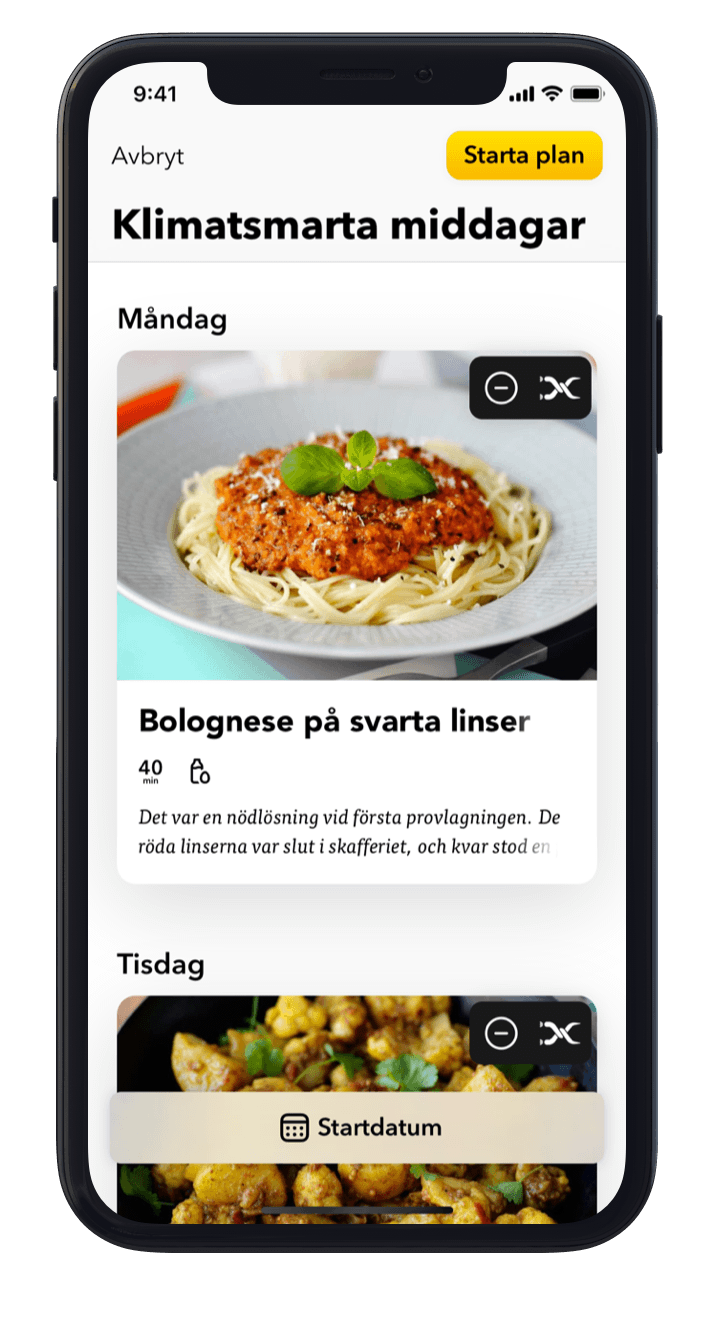 9:41
Avbryt
Starta plan
Klimatsmarta middagar
Måndag
Bolognese på svarta linser
40
min
Det var en nödlösning vid första provlagningen. De
röda linserna var slut i skafferiet, och kvar stod en
Tisdag
Startdatum